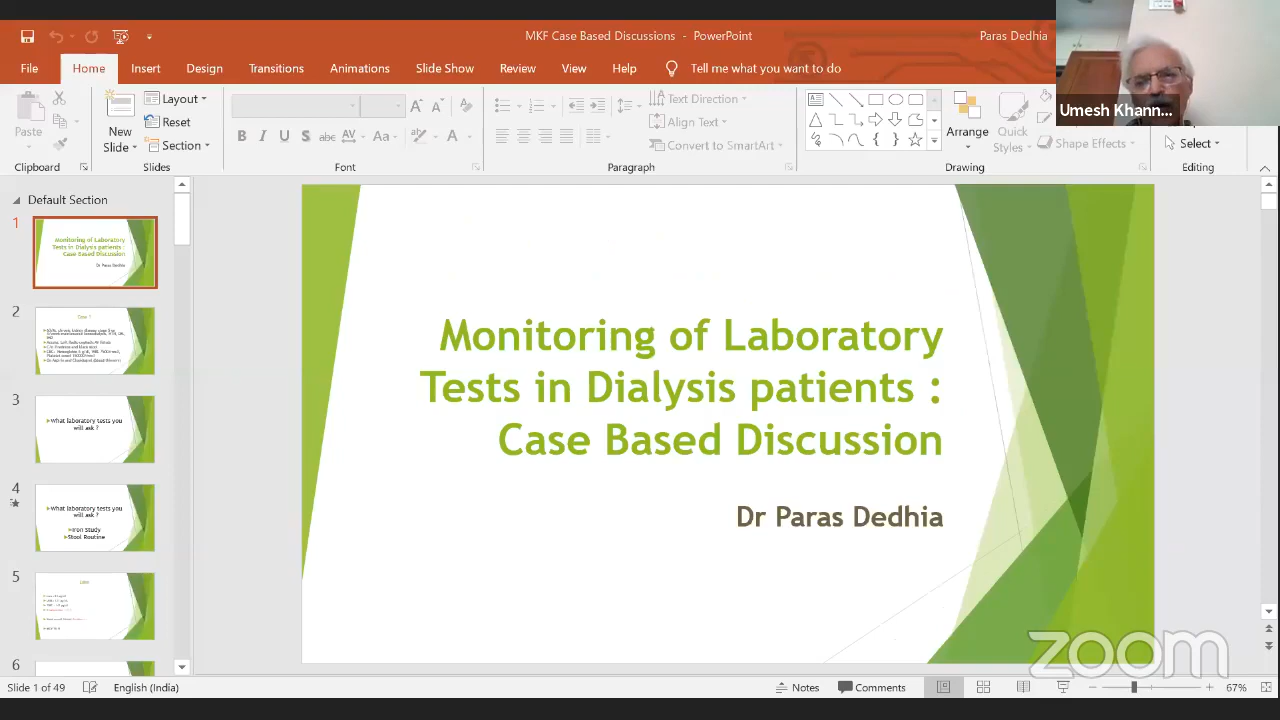 MKF Case Based Discussions - PowerPoint
Paras Dedhia
Umesh Khann...
File Home Insert Design Transitions Animations Slide Show Review View Help Tell me what you want to do
Paste
Clipboard
New Slide
Layout
Reset
Section
Slides
B I U S abc AV Aa A
Font
Text Direction
Align Text
Convert to SmartArt
Paragraph
Arrange
Quick Styles
Shape Effects
Drawing
Select
Editing
Default Section
1
Monitoring of Laboratory
Tests in Dialysis patients :
Case Based Discussion
Dr Paras Dedhia
2
Case 1
3
What laboratory tests you
will ask ?
4
What laboratory tests you
will ask ?
Iron Study
Stool Routine
5
6
Monitoring of Laboratory
Tests in Dialysis patients :
Case Based Discussion
Dr Paras Dedhia
zoom
Slide 1 of 49 English (India) Notes Comments 67%